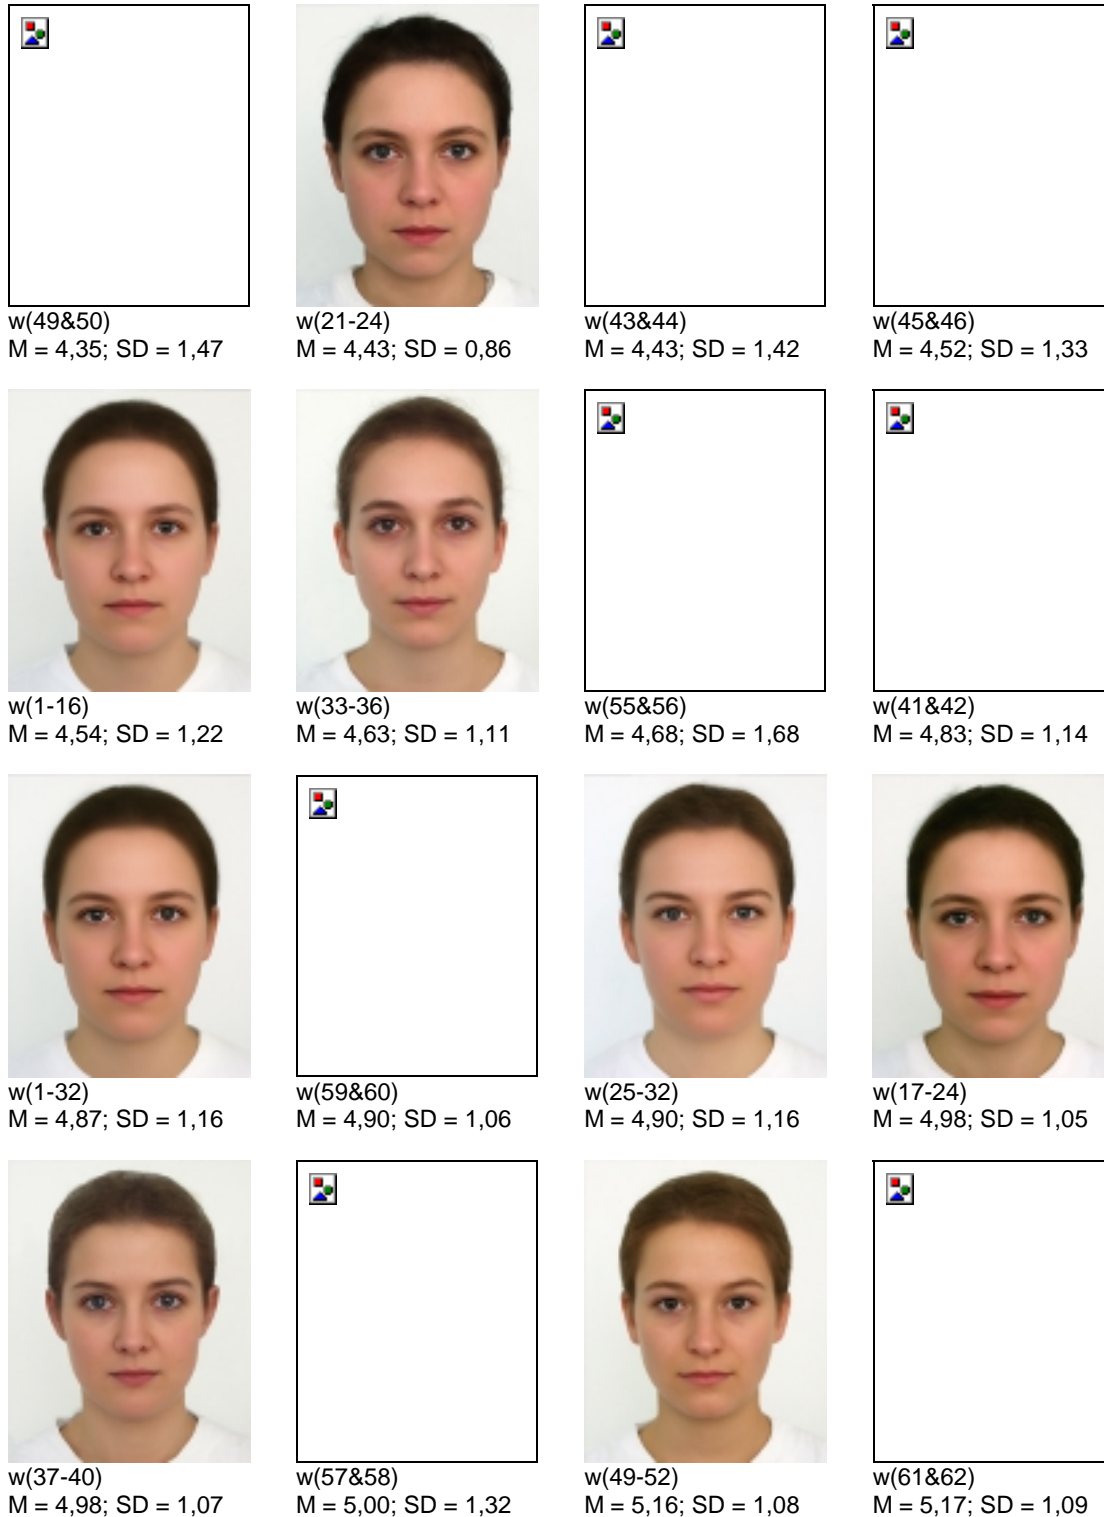 w(49&50)
M = 4,35; SD = 1,47
w(21-24)
M = 4,43; SD = 0,86
w(43&44)
M = 4,43; SD = 1,42
w(45&46)
M = 4,52; SD = 1,33
w(1-16)
M = 4,54; SD = 1,22
w(33-36)
M = 4,63; SD = 1,11
w(55&56)
M = 4,68; SD = 1,68
w(41&42)
M = 4,83; SD = 1,14
w(1-32)
M = 4,87; SD = 1,16
w(59&60)
M = 4,90; SD = 1,06
w(25-32)
M = 4,90; SD = 1,16
w(17-24)
M = 4,98; SD = 1,05
w(37-40)
M = 4,98; SD = 1,07
w(57&58)
M = 5,00; SD = 1,32
w(49-52)
M = 5,16; SD = 1,08
w(61&62)
M = 5,17; SD = 1,09